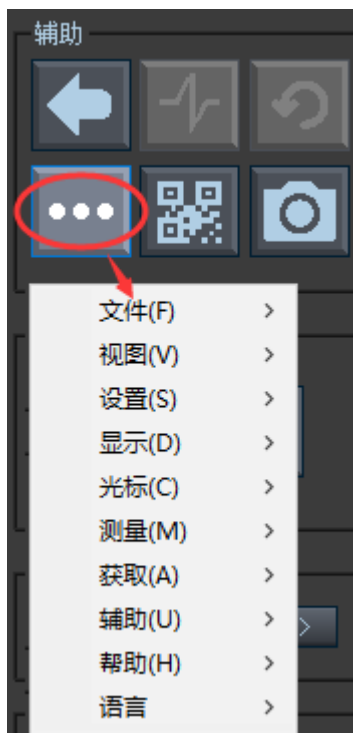 辅助
文件(F)
视图(V)
设置(S)
显示(D)
光标(C)
测量(M)
获取(A)
辅助(U)
帮助(H)
语言